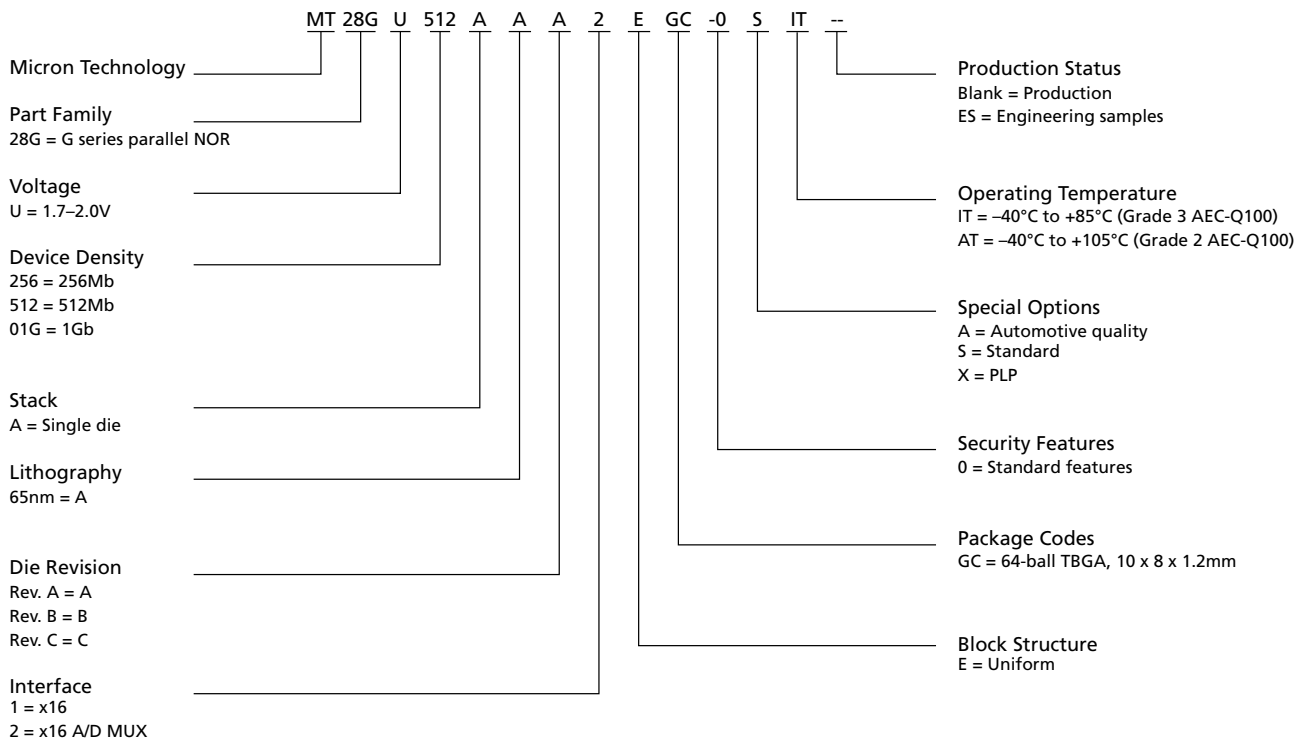 MT 28G U 512 A A A 2 E GC -0 S IT --
Micron Technology
Part Family
28G = G series parallel NOR
Voltage
U = 1.7–2.0V
Device Density
256 = 256Mb
512 = 512Mb
01G = 1Gb
Stack
A = Single die
Lithography
65nm = A
Die Revision
Rev. A = A
Rev. B = B
Rev. C = C
Interface
1 = x16
2 = x16 A/D MUX
Production Status
Blank = Production
ES = Engineering samples
Operating Temperature
IT = –40°C to +85°C (Grade 3 AEC-Q100)
AT = –40°C to +105°C (Grade 2 AEC-Q100)
Special Options
A = Automotive quality
S = Standard
X = PLP
Security Features
0 = Standard features
Package Codes
GC = 64-ball TBGA, 10 x 8 x 1.2mm
Block Structure
E = Uniform